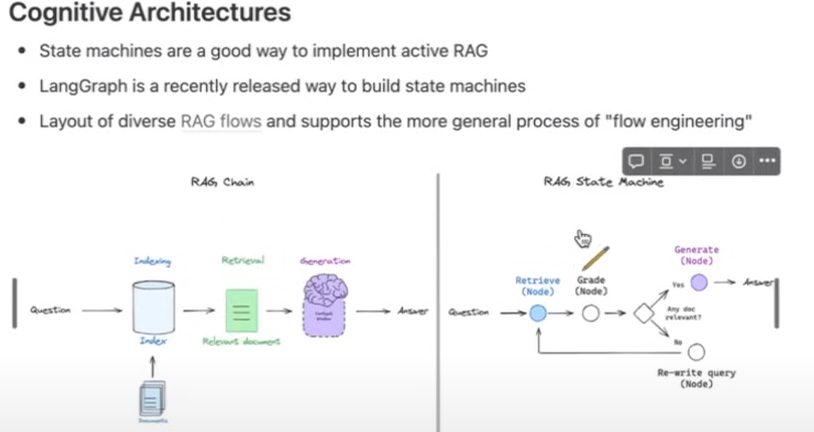 Cognitive Architectures
State machines are a good way to implement active RAG
LangGraph is a recently released way to build state machines
Layout of diverse RAG flows and supports the more general process of "flow engineering"
RAG Chain
Indexing
Retrieval
Generation
Question
Context
Window
Answer
Index
Relevant document
Documents
RAG State Machine
Generate
(Node)
Retrieve
(Node)
Grade
(Node)
Yes
Answer
Question
Any doc
relevant?
No
Re-write query
(Node)